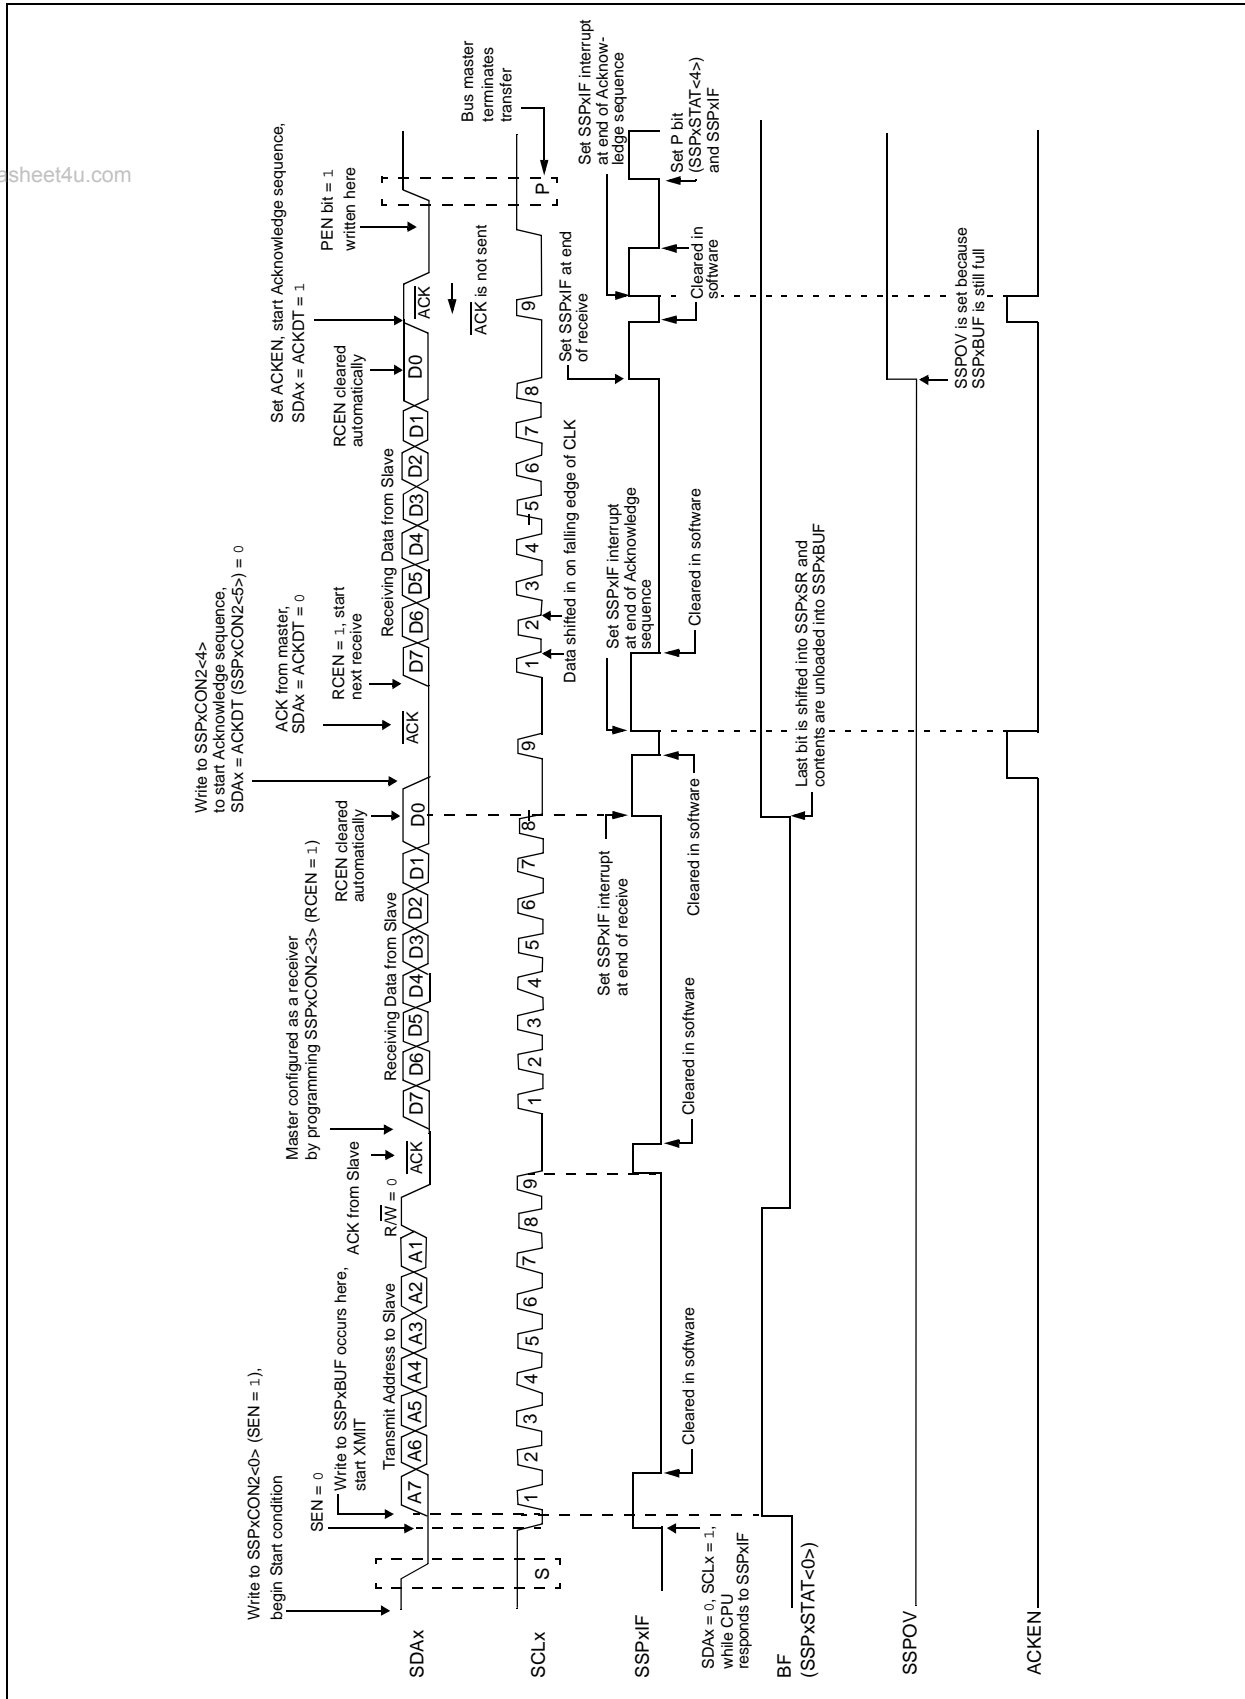 asheet4u.com
Write to SSPxCON2<0> (SEN = 1),
begin Start condition
SEN = 0
Write to SSPxBUF occurs here,
start XMIT
Transmit Address to Slave
R/W = 0
ACK from Slave
Master configured as a receiver
by programming SSPxCON2<3> (RCEN = 1)
Receiving Data from Slave
RCEN cleared
automatically
Write to SSPxCON2<4>
to start Acknowledge sequence,
SDAx = ACKDT (SSPxCON2<5>) = 0
ACK from master,
SDAx = ACKDT = 0
RCEN = 1, start
next receive
Receiving Data from Slave
RCEN cleared
automatically
Set ACKEN, start Acknowledge sequence,
SDAx = ACKDT = 1
PEN bit = 1
written here
SDAx
A7 A6 A5 A4 A3 A2 A1
ACK
D7 D6 D5 D4 D3 D2 D1 D0
ACK
D7 D6 D5 D4 D3 D2 D1 D0
ACK
ACK is not sent
Bus master
terminates
transfer
SCLx
S
1 2 3 4 5 6 7 8 9
1 2 3 4 5 6 7 8 9
1 2 3 4 5 6 7 8 9
P
Data shifted in on falling edge of CLK
Set SSPxIF interrupt
at end of receive
Set SSPxIF interrupt
at end of Acknowledge
sequence
Set SSPxIF at end
of receive
Set SSPxIF interrupt
at end of Acknow-
ledge sequence
SSPxIF
SDAx = 0, SCLx = 1,
while CPU
responds to SSPxIF
Cleared in software
Cleared in software
Cleared in software
Cleared in software
Cleared in software
Cleared in
software
Set P bit
(SSPxSTAT<4>)
and SSPxIF
BF
(SSPxSTAT<0>)
Last bit is shifted into SSPxSR and
contents are unloaded into SSPxBUF
SSPOV
SSPOV is set because
SSPxBUF is still full
ACKEN